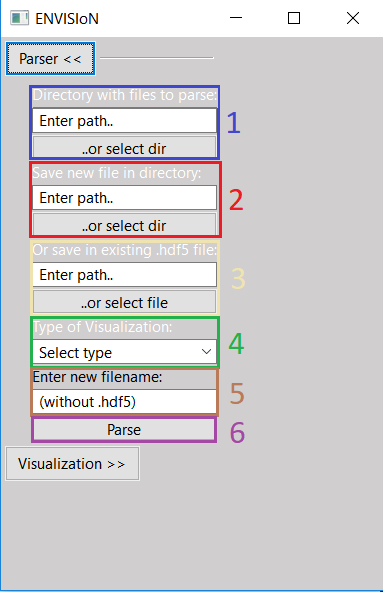 ENVISIoN
Parser <<
Directory with files to parse:
Enter path..
1
..or select dir
Save new file in directory:
Enter path..
2
..or select dir
Or save in existing .hdf5 file:
Enter path..
3
..or select file
Type of Visualization:
Select type
4
Enter new filename:
(without .hdf5)
5
Parse
6
Visualization >>